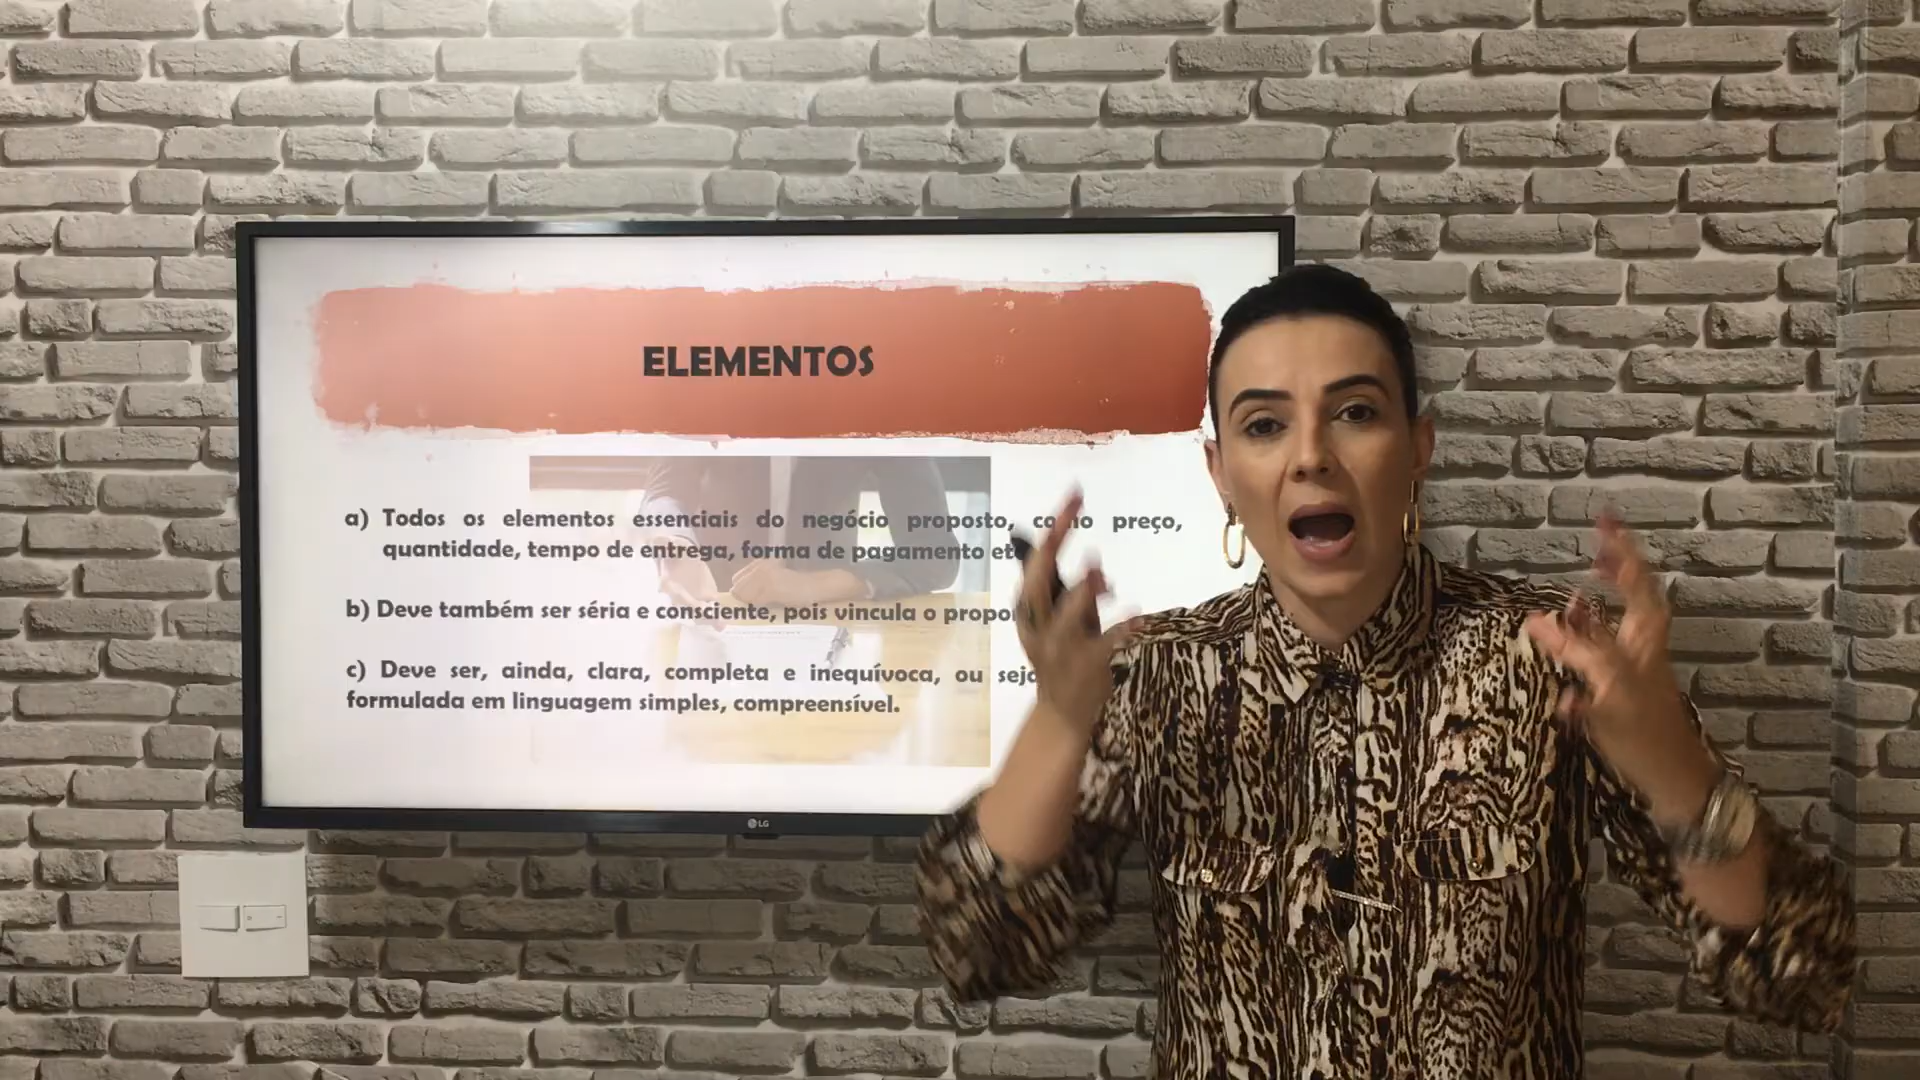 ELEMENTOS
a) Todos os elementos essenciais do negócio proposto, como preço,
quantidade, tempo de entrega, forma de pagamento
b) Deve também ser séria e consciente, pois vincula o
c) Deve ser, ainda, clara, completa e inequívoca, ou
formulada em linguagem simples, compreensível.
LG